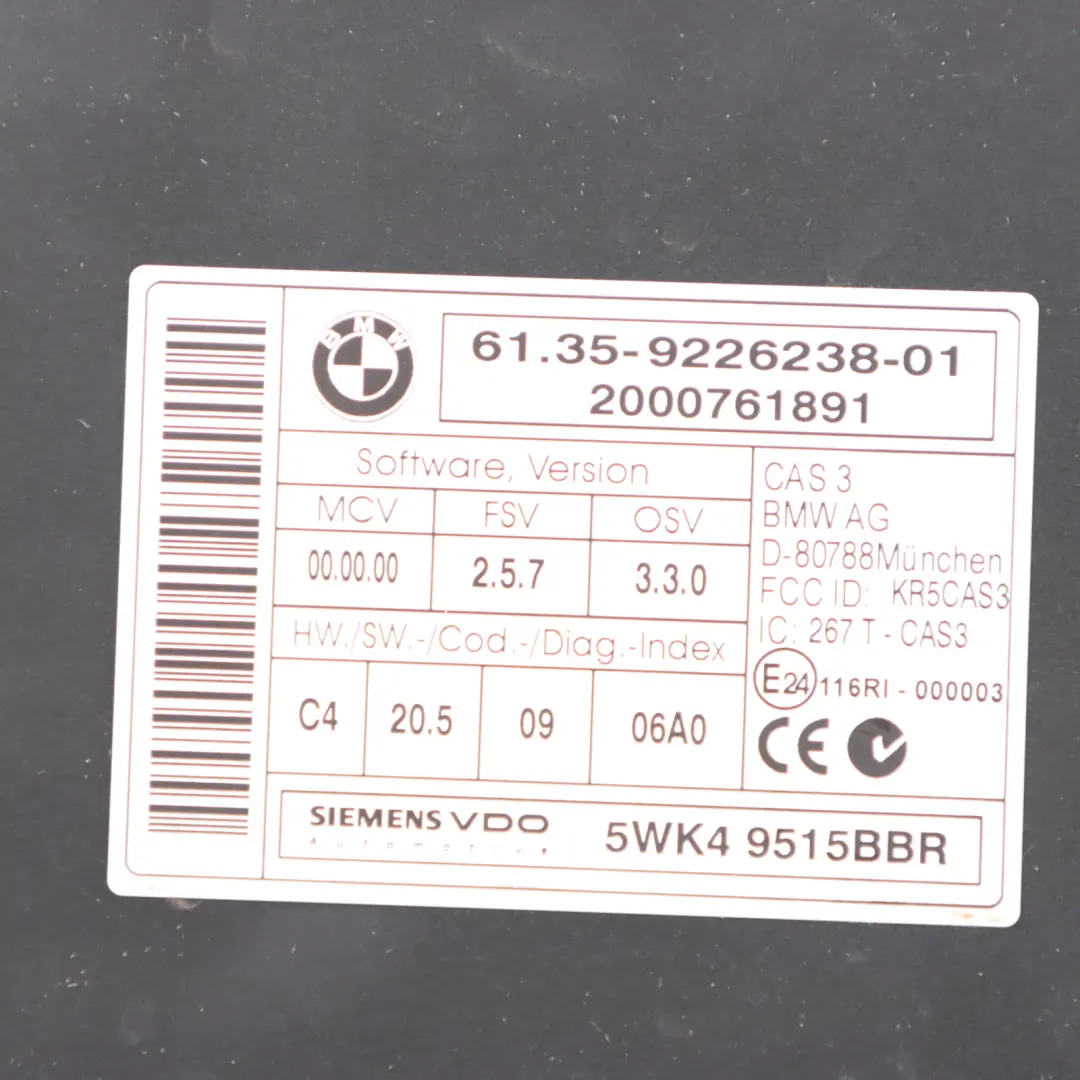 BMW
61.35-9226238-01
2000761891
Software, Version
MCV FSV OSV
00.00.00 2.5.7 3.3.0
HW./SW.-/Cod.-/Diag.-Index
C4 20.5 09 06A0
CAS 3
BMW AG
D-80788München
FCC ID: KR5CAS3
IC: 267 T - CAS3
E24 116RI - 000003
CE
SIEMENS VDO
Automotive
5WK4 9515BBR